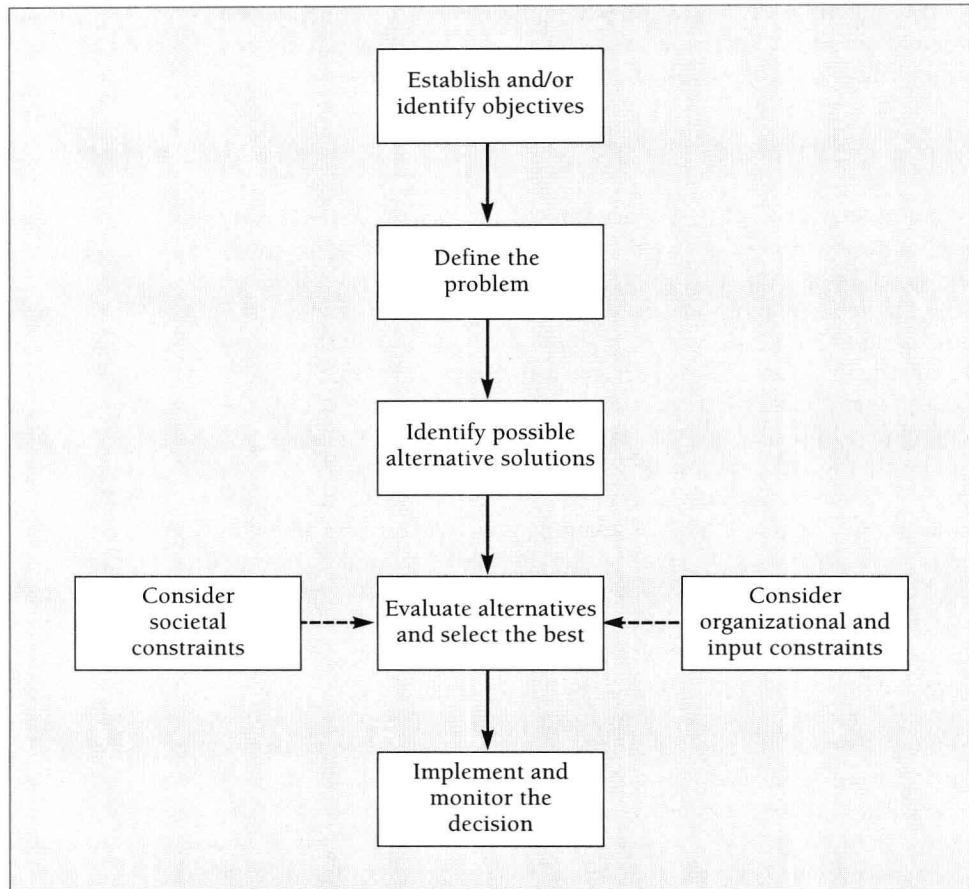 Establish and/or
identify objectives
Define the
problem
Identify possible
alternative solutions
Consider
societal
constraints
Evaluate alternatives
and select the best
Consider
organizational and
input constraints
Implement and
monitor the
decision